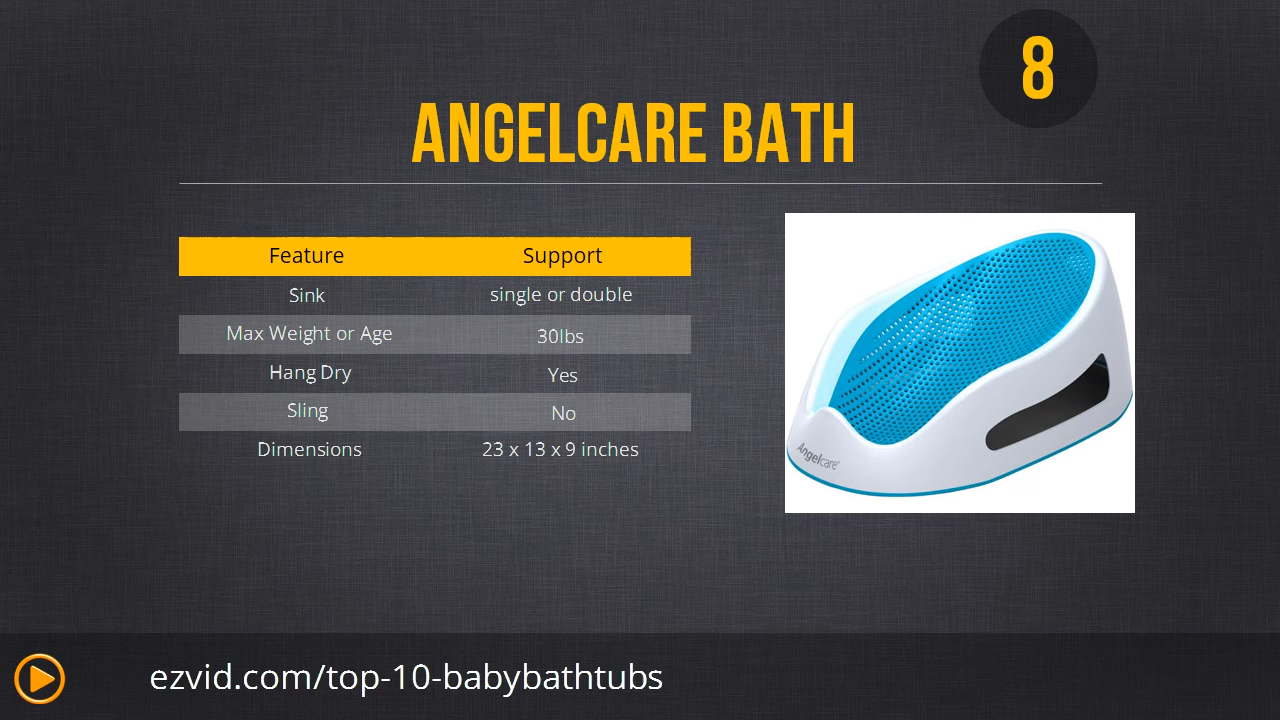 8
ANGELCARE BATH
Feature Support
Sink single or double
Max Weight or Age 30lbs
Hang Dry Yes
Sling No
Dimensions 23 x 13 x 9 inches
Angelcare
ezvid.com/top-10-babybathtubs